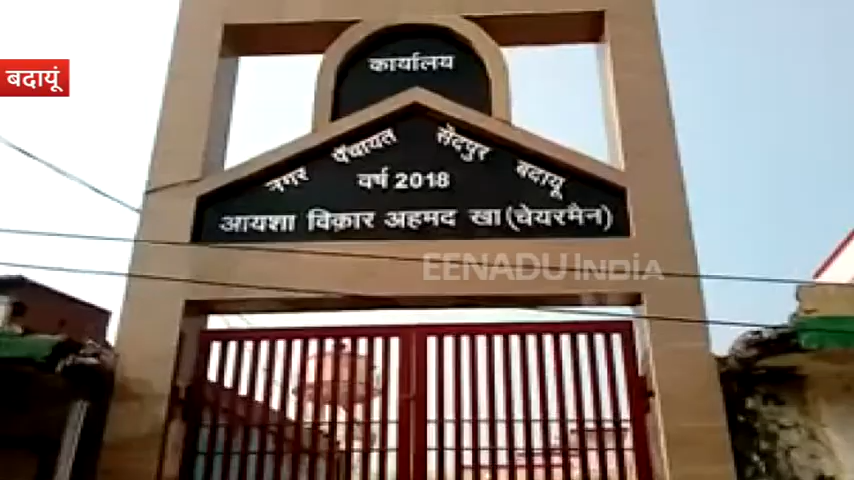 बदायूं
कार्यालय
नगर पॅचायत सैदपुर बदायू
वर्ष 2018
आयशा विक़ार अहमद खा (चेयरमैन)
EENADU INDIA